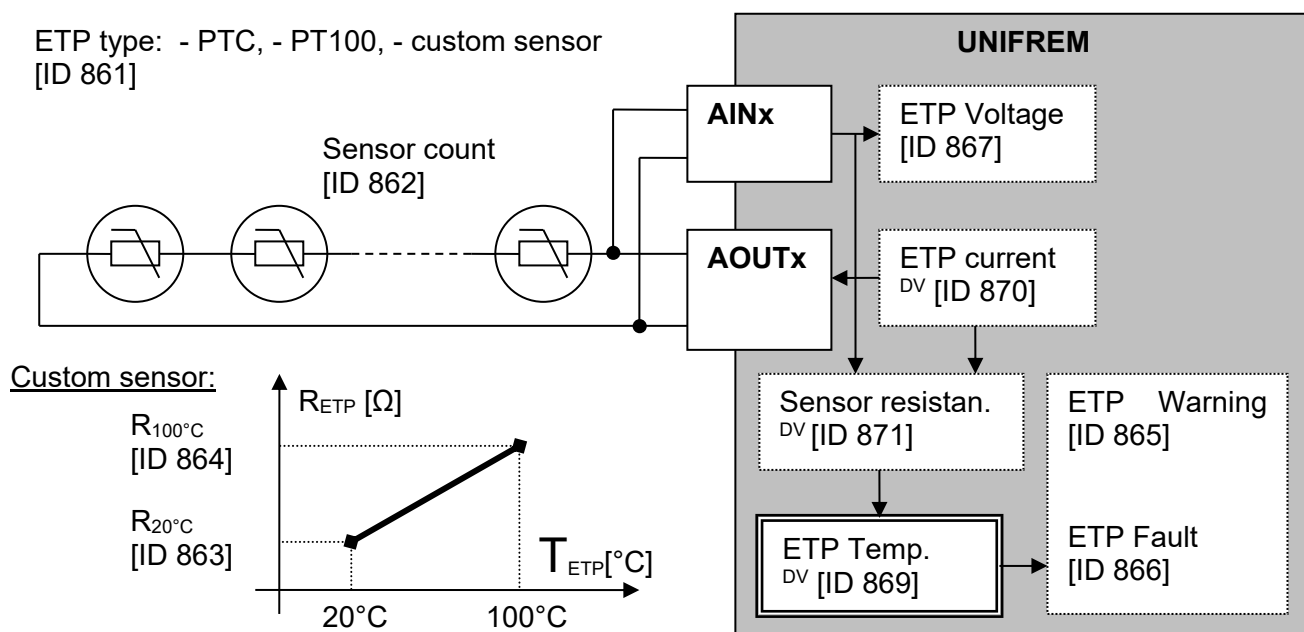 ETP type:  - PTC, - PT100, - custom sensor
[ID 861]
UNIFREM
AINx
ETP Voltage
[ID 867]
Sensor count
[ID 862]
AOUTx
ETP current
DV [ID 870]
Custom sensor:
RETP [Ω]
R100°C
[ID 864]
R20°C
[ID 863]
TETP[°C]
20°C
100°C
Sensor resistan.
DV [ID 871]
ETP Warning
[ID 865]
ETP Temp.
DV [ID 869]
ETP Fault
[ID 866]